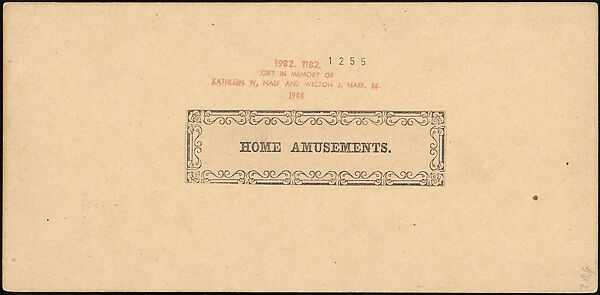 1982. 1182. 1255
GIFT IN MEMORY OF
KATHLEEN W. NAEF AND WESTON J. NAEF, SR.
1982
HOME AMUSEMENTS.